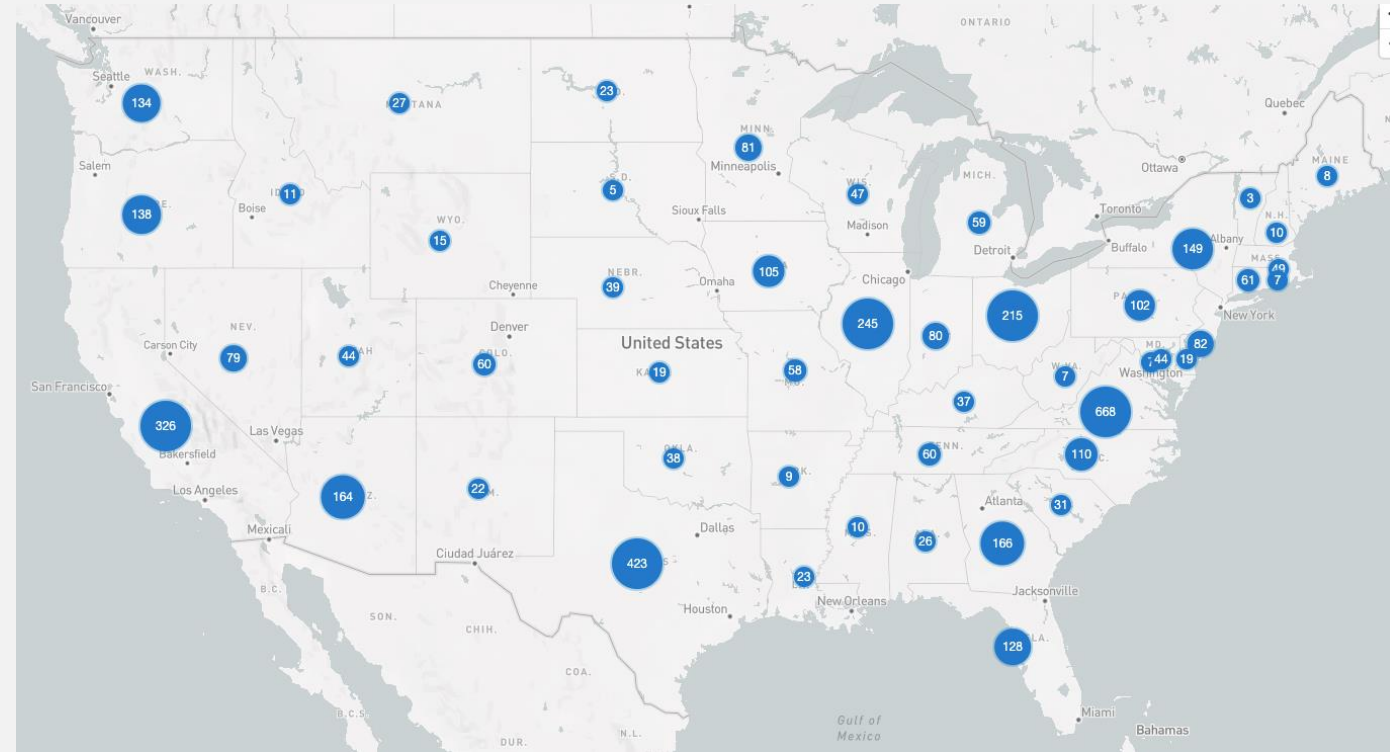 Vancouver
ONTARIO
Seattle
WASH.
134
27
23
Quebec
MINN
81
Minneapolis
Ottawa
MAINE
8
Salem
138
11
Boise
5
Sioux Falls
WIS.
47
Madison
MICH.
59
Detroit
Toronto
Buffalo
3
N.H.
10
149
Albany
WYO.
15
Cheyenne
NEBR.
39
Omaha
105
Chicago
MASS.
49
61
7
New York
102
NEV.
Carson City
79
44
Denver
60
United States
19
58
245
80
215
82
MD.
44
19
Washington
7
37
668
San Francisco
326
Bakersfield
Las Vegas
Los Angeles
Mexicali
164
22
38
9
60
110
31
Atlanta
166
10
26
Dallas
423
Ciudad Juárez
Houston
23
New Orleans
Jacksonville
128
Miami
Bahamas
B.C.
SON.
CHIH.
COA.
B.C.S.
DUR.
N.L.
Gulf of
Mexico